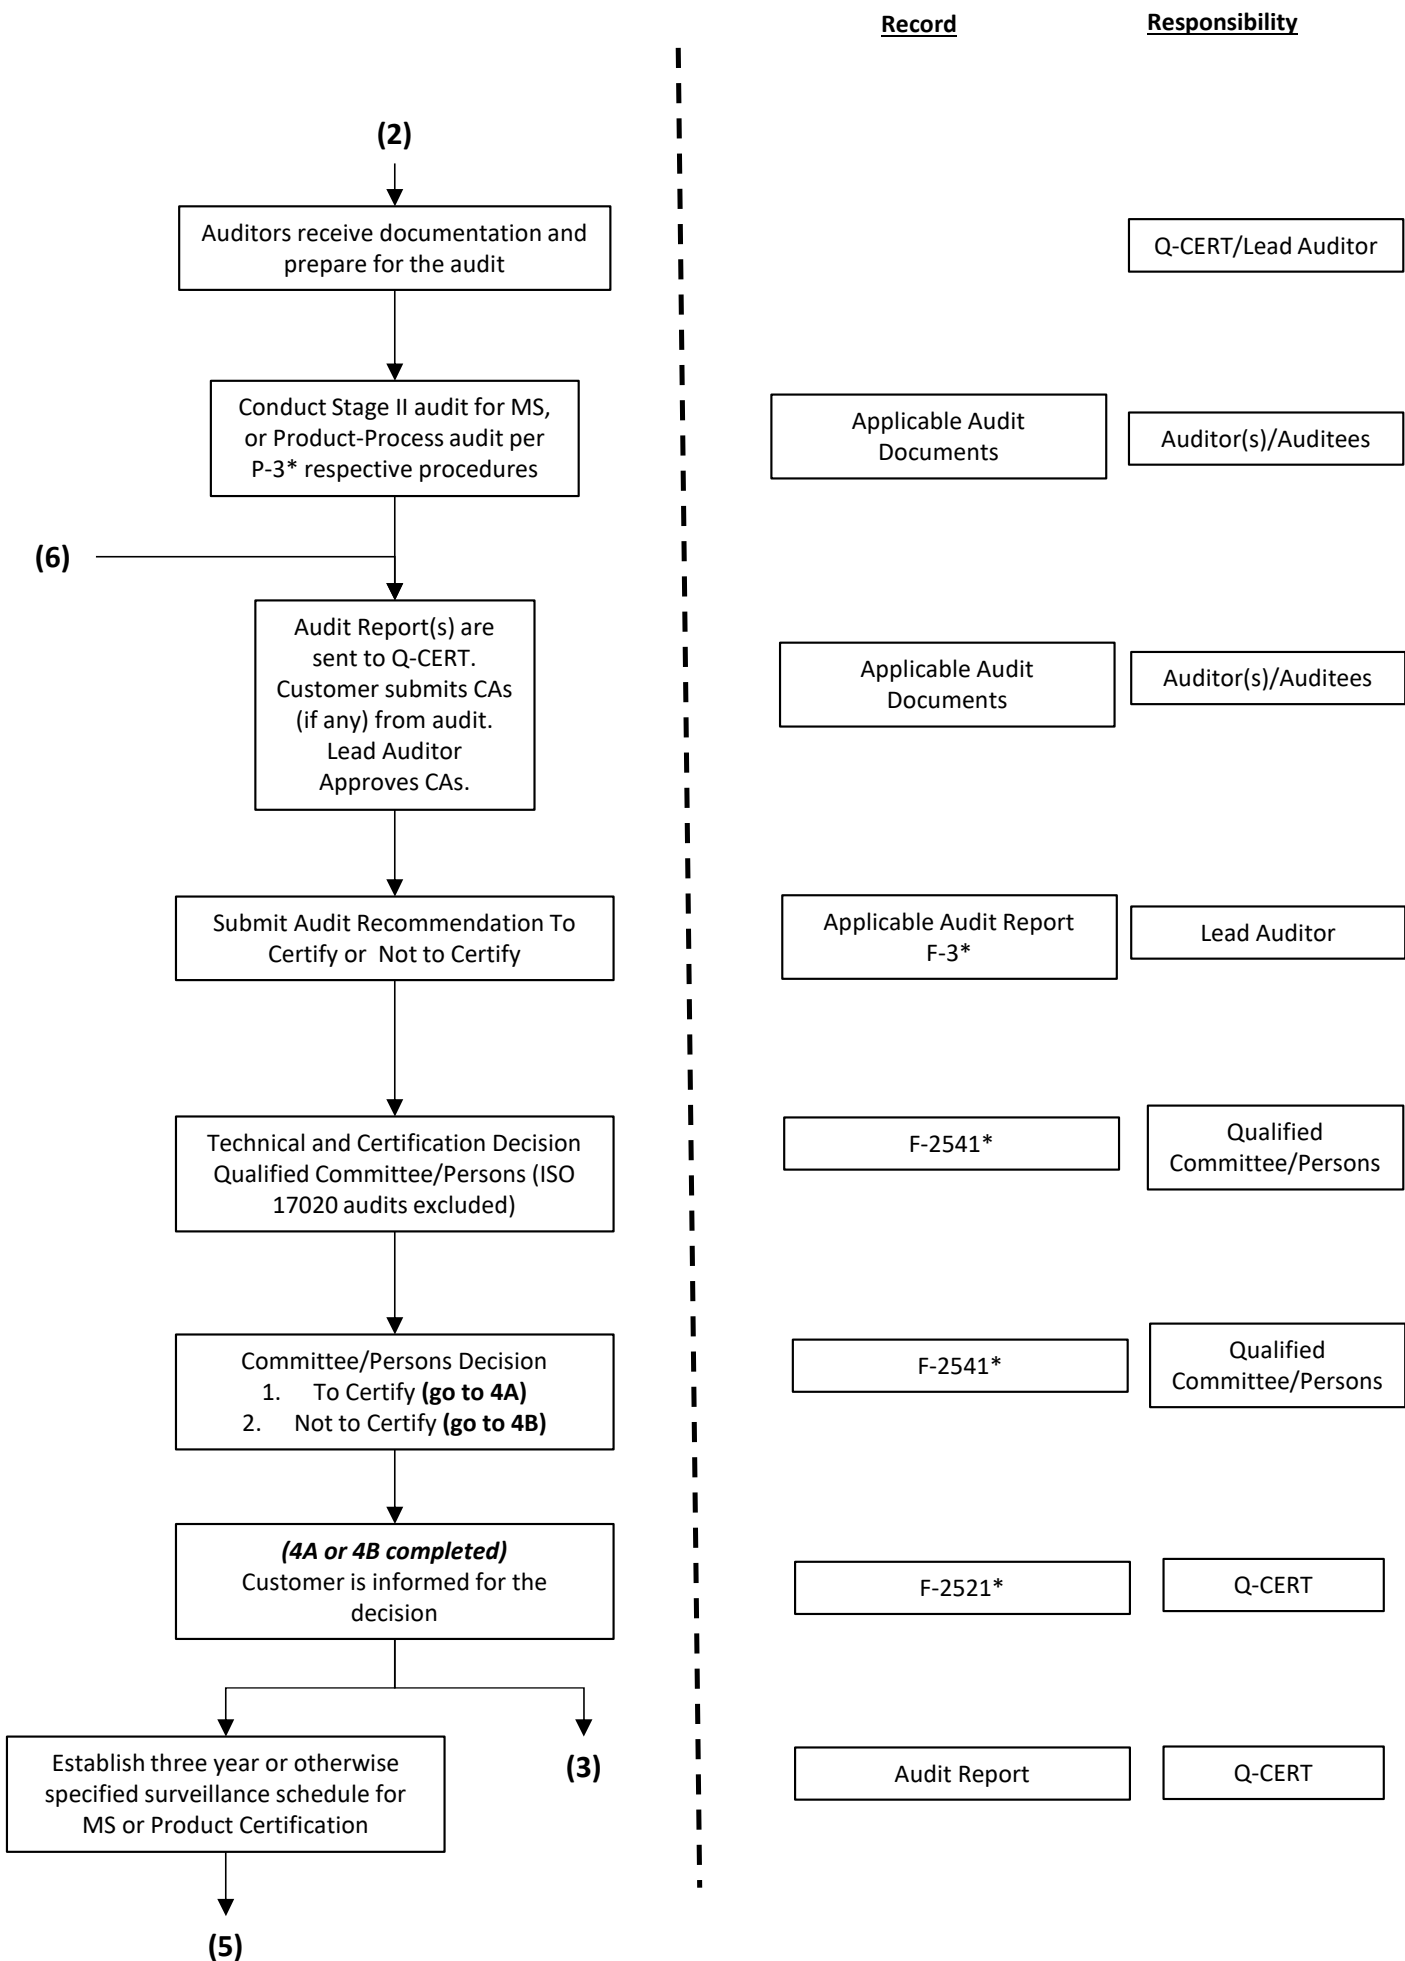 Record
Responsibility
(2)
Auditors receive documentation and
prepare for the audit
Q-CERT/Lead Auditor
Conduct Stage II audit for MS,
or Product-Process audit per
P-3* respective procedures
Applicable Audit
Documents
Auditor(s)/Auditees
(6)
Audit Report(s) are
sent to Q-CERT.
Customer submits CAs
(if any) from audit.
Lead Auditor
Approves CAs.
Applicable Audit
Documents
Auditor(s)/Auditees
Submit Audit Recommendation To
Certify or Not to Certify
Applicable Audit Report
F-3*
Lead Auditor
Technical and Certification Decision
Qualified Committee/Persons (ISO
17020 audits excluded)
F-2541*
Qualified
Committee/Persons
Committee/Persons Decision
1. To Certify (go to 4A)
2. Not to Certify (go to 4B)
F-2541*
Qualified
Committee/Persons
(4A or 4B completed)
Customer is informed for the
decision
F-2521*
Q-CERT
Establish three year or otherwise
specified surveillance schedule for
MS or Product Certification
(3)
Audit Report
Q-CERT
(5)